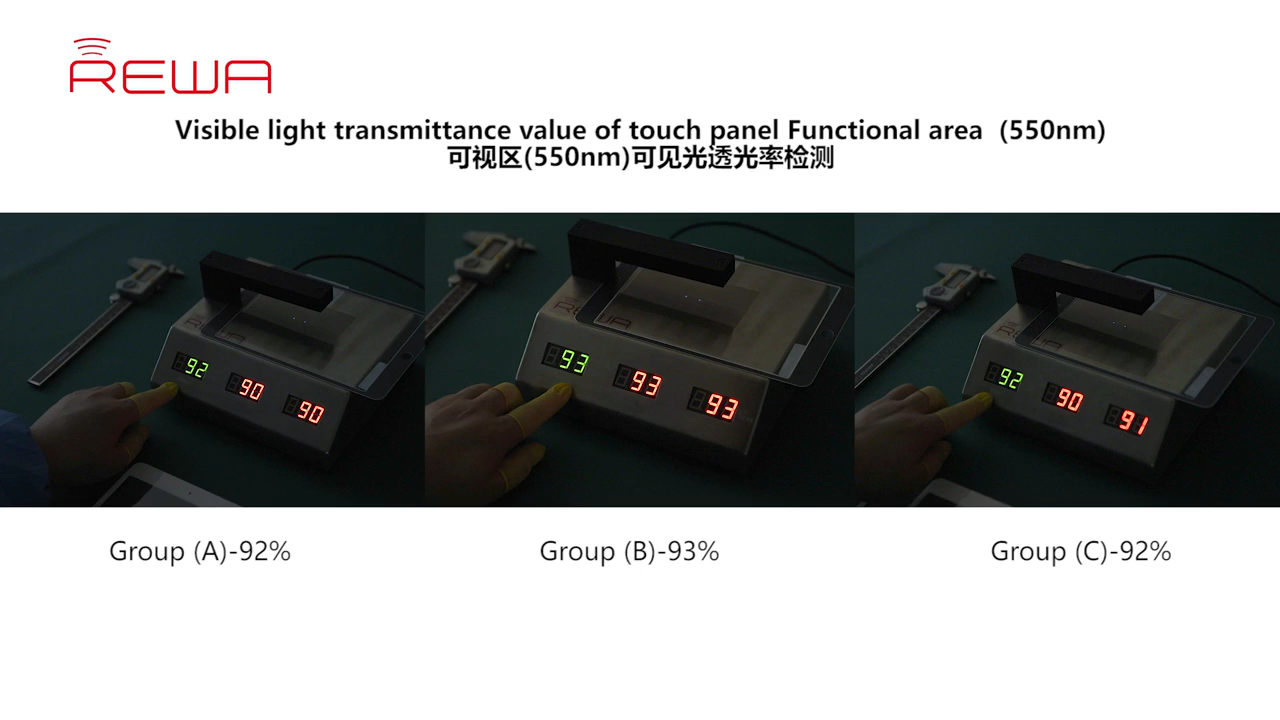 REWA
Visible light transmittance value of touch panel Functional area (550nm)
可视区(550nm)可见光透光率检测
REWA
92
90
90
REWA
93
93
93
92
90
91
Group (A)-92%
Group (B)-93%
Group (C)-92%